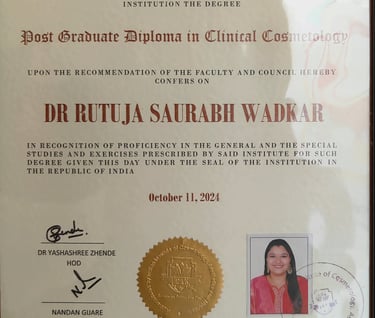 INSTITUTION THE DEGREE
Post Graduate Diploma in Clinical Cosmetology
UPON THE RECOMMENDATION OF THE FACULTY AND COUNCIL HEREBY
CONFERS ON
DR RUTUJA SAURABH WADKAR
IN RECOGNITION OF PROFICIENCY IN THE GENERAL AND THE SPECIAL
STUDIES AND EXERCISES PRESCRIBED BY SAID INSTITUTE FOR SUCH
DEGREE GIVEN THIS DAY UNDER THE SEAL OF THE INSTITUTION IN
THE REPUBLIC OF INDIA
October 11, 2024
DR YASHASHREE ZHENDE
HOD
NANDAN GIJARE